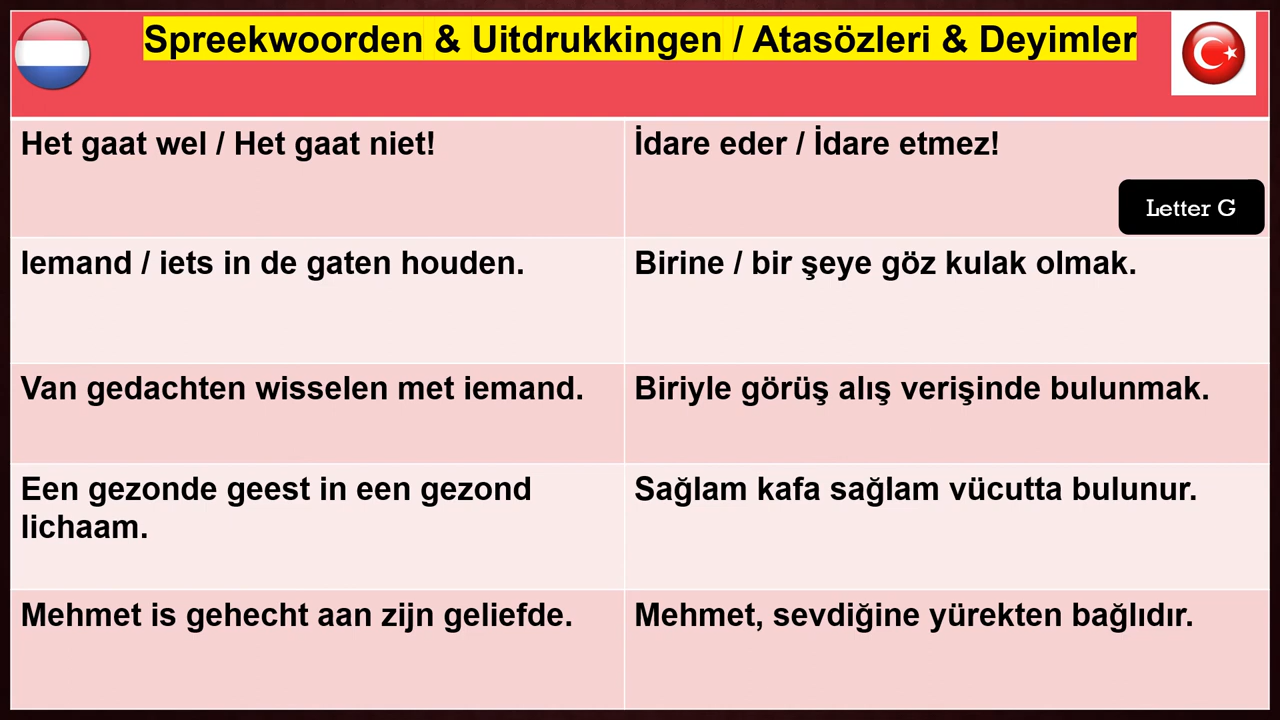 Spreekwoorden & Uitdrukkingen / Atasözleri & Deyimler
Het gaat wel / Het gaat niet!
İdare eder / İdare etmez!
Letter G
Iemand / iets in de gaten houden.
Birine / bir şeye göz kulak olmak.
Van gedachten wisselen met iemand.
Biriyle görüş alış verişinde bulunmak.
Een gezonde geest in een gezond
lichaam.
Sağlam kafa sağlam vücutta bulunur.
Mehmet is gehecht aan zijn geliefde.
Mehmet, sevdiğine yürekten bağlıdır.